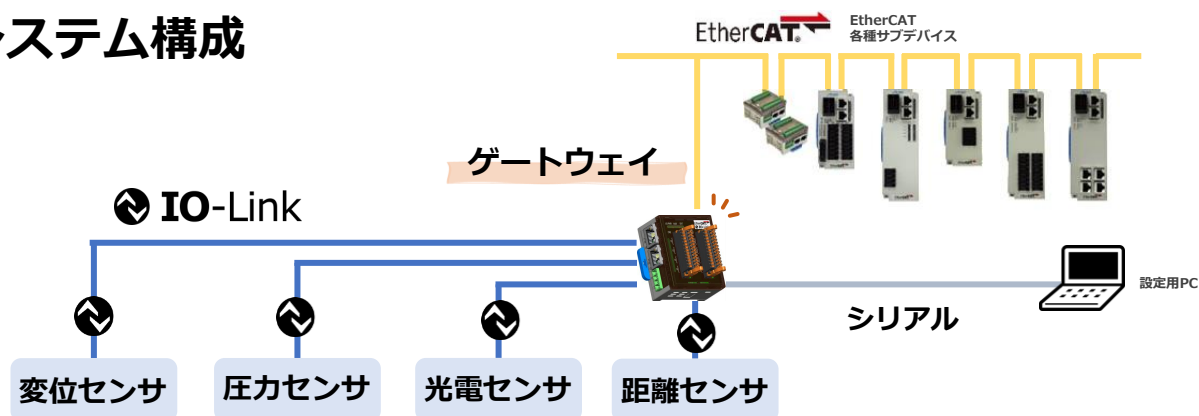 システム構成
EtherCAT®
EtherCAT
各種サブデバイス
ゲートウェイ
IO-Link
設定用PC
シリアル
変位センサ
圧力センサ
光電センサ
距離センサ